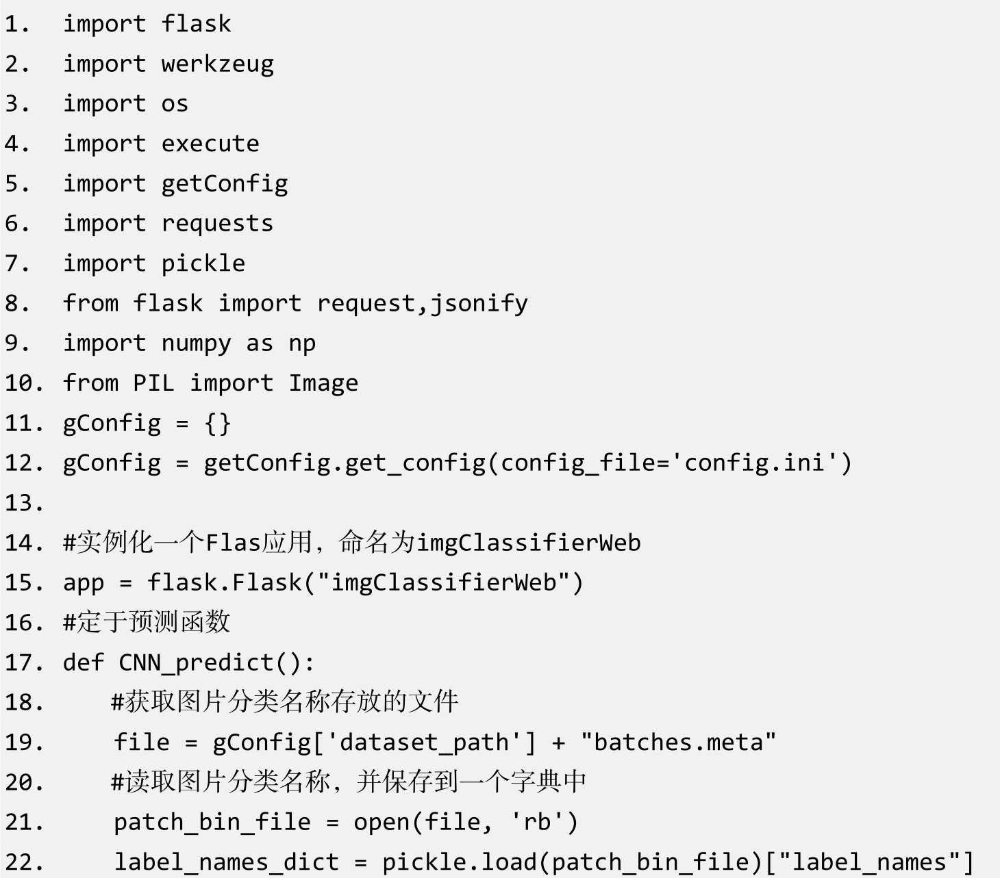 1. import flask
2. import werkzeug
3. import os
4. import execute
5. import getConfig
6. import requests
7. import pickle
8. from flask import request,jsonify
9. import numpy as np
10. from PIL import Image
11. gConfig = {}
12. gConfig = getConfig.get_config(config_file='config.ini')
13.
14. #实例化一个Flas应用，命名为imgClassifierWeb
15. app = flask.Flask("imgClassifierWeb")
16. #定于预测函数
17. def CNN_predict():
18.     #获取图片分类名称存放的文件
19.     file = gConfig['dataset_path'] + "batches.meta"
20.     #读取图片分类名称，并保存到一个字典中
21.     patch_bin_file = open(file, 'rb')
22.     label_names_dict = pickle.load(patch_bin_file)["label_names"]